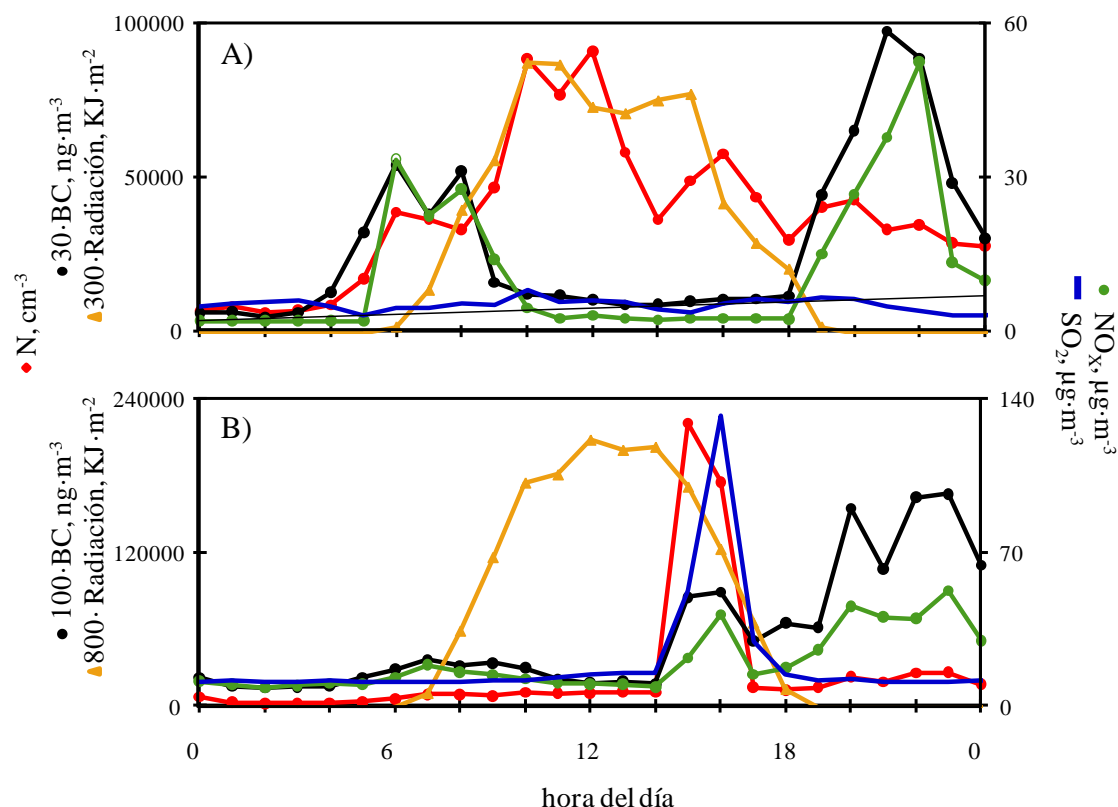 A)
100000
50000
0
60
30
0
• N, cm-3
• 30·BC, ng·m-3
300·Radiación, KJ·m-2
NOX, µg·m-3
SO2, µg·m-3
B)
240000
120000
0
140
70
0
• 100·BC, ng·m-3
800· Radiación, KJ·m-2
0 6 12 18 0
hora del día